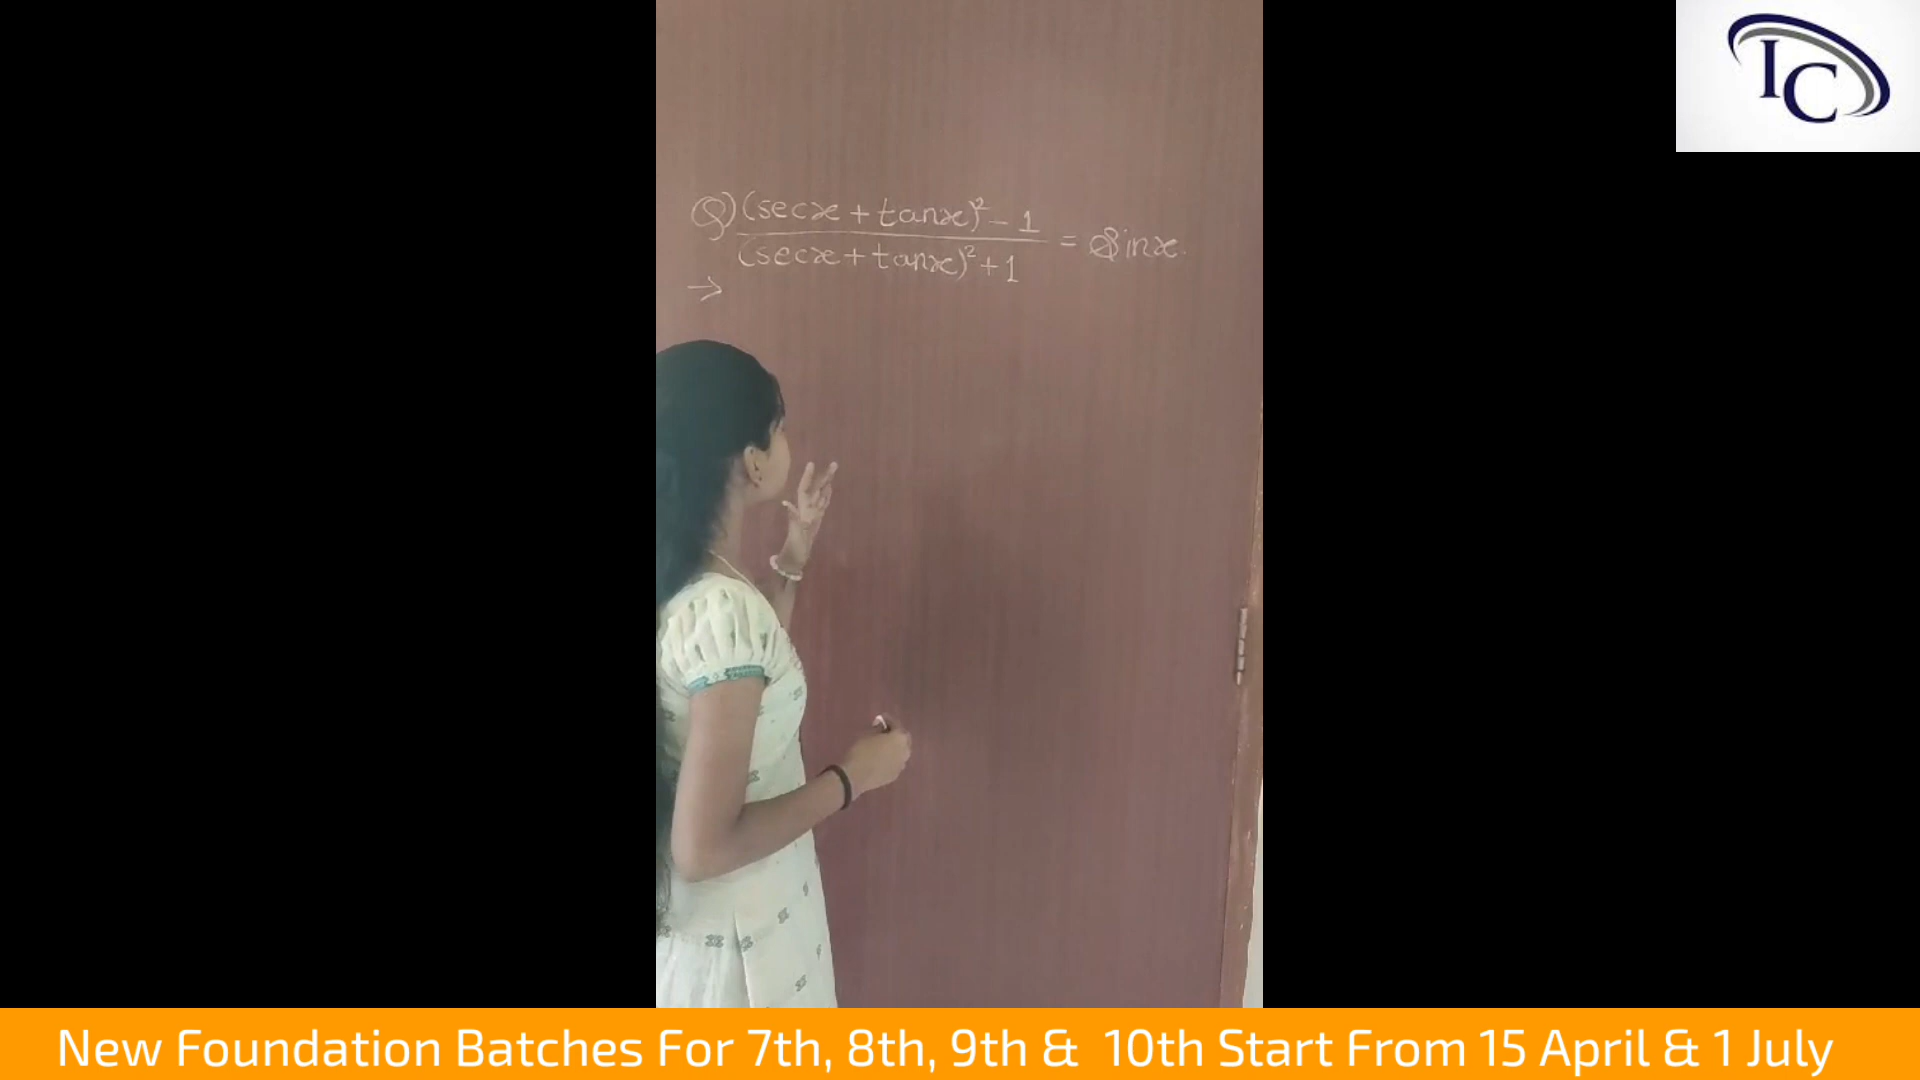 IC
Q) (secx + tanx)² - 1
(secx + tanx)² + 1
= Sinx.
→
New Foundation Batches For 7th, 8th, 9th & 10th Start From 15 April & 1 July